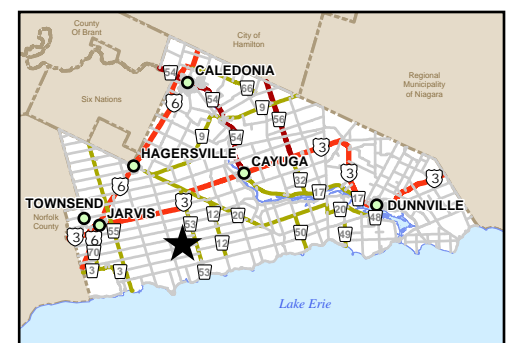 County
Of Brant
City of
Hamilton
54
CALEDONIA
66
Regional
Municipality
of Niagara
Six Nations
6
54
9
56
9
54
3
HAGERSVILLE
CAYUGA
3
3
6
32
17
17
TOWNSEND
3
DUNNVILLE
Norfolk
County
JARVIS
53
12
20
20
48
3
6
55
12
50
49
70
3
3
53
Lake Erie